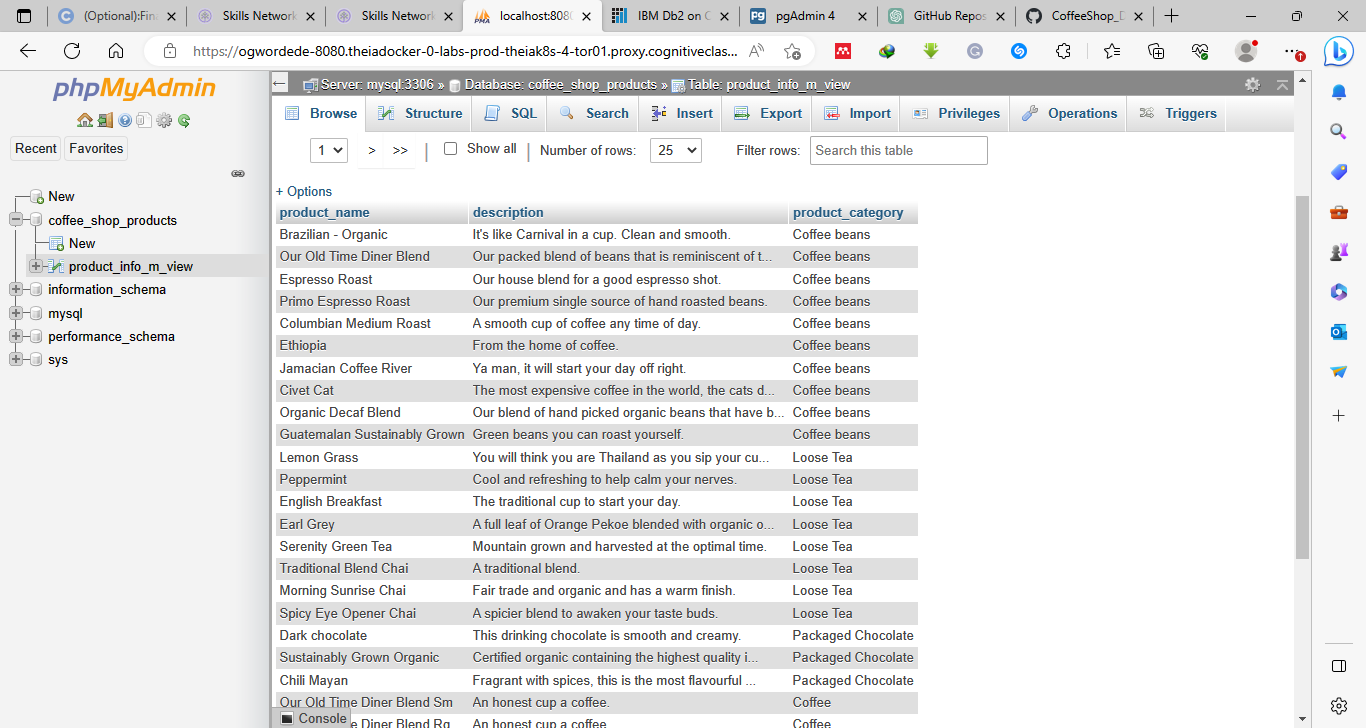 (Optional):Fin
Skills Network
Skills Network
localhost:808
IBM Db2 on C
pgAdmin 4
GitHub Repos
CoffeeShop_D
https://ogwordede-8080.theiadocker-0-labs-prod-theiak8s-4-tor01.proxy.cognitiveclas...
phpMyAdmin
Recent Favorites
New
coffee_shop_products
New
product_info_m_view
information_schema
mysql
performance_schema
sys
Server: mysql:3306 » Database: coffee_shop_products » Table: product_info_m_view
Browse Structure SQL Search Insert Export Import Privileges Operations Triggers
1 > >> | Show all | Number of rows: 25 Filter rows: Search this table
+ Options
product_name description product_category
Brazilian - Organic It's like Carnival in a cup. Clean and smooth. Coffee beans
Our Old Time Diner Blend Our packed blend of beans that is reminiscent of t... Coffee beans
Espresso Roast Our house blend for a good espresso shot. Coffee beans
Primo Espresso Roast Our premium single source of hand roasted beans. Coffee beans
Columbian Medium Roast A smooth cup of coffee any time of day. Coffee beans
Ethiopia From the home of coffee. Coffee beans
Jamacian Coffee River Ya man, it will start your day off right. Coffee beans
Civet Cat The most expensive coffee in the world, the cats d... Coffee beans
Organic Decaf Blend Our blend of hand picked organic beans that have b... Coffee beans
Guatemalan Sustainably Grown Green beans you can roast yourself. Coffee beans
Lemon Grass You will think you are Thailand as you sip your cu... Loose Tea
Peppermint Cool and refreshing to help calm your nerves. Loose Tea
English Breakfast The traditional cup to start your day. Loose Tea
Earl Grey A full leaf of Orange Pekoe blended with organic o... Loose Tea
Serenity Green Tea Mountain grown and harvested at the optimal time. Loose Tea
Traditional Blend Chai A traditional blend. Loose Tea
Morning Sunrise Chai Fair trade and organic and has a warm finish. Loose Tea
Spicy Eye Opener Chai A spicier blend to awaken your taste buds. Loose Tea
Dark chocolate This drinking chocolate is smooth and creamy. Packaged Chocolate
Sustainably Grown Organic Certified organic containing the highest quality i... Packaged Chocolate
Chili Mayan Fragrant with spices, this is the most flavourful ... Packaged Chocolate
Our Old Time Diner Blend Sm An honest cup a coffee. Coffee
e Diner Blend Rg An honest cup a coffee Coffee
Console